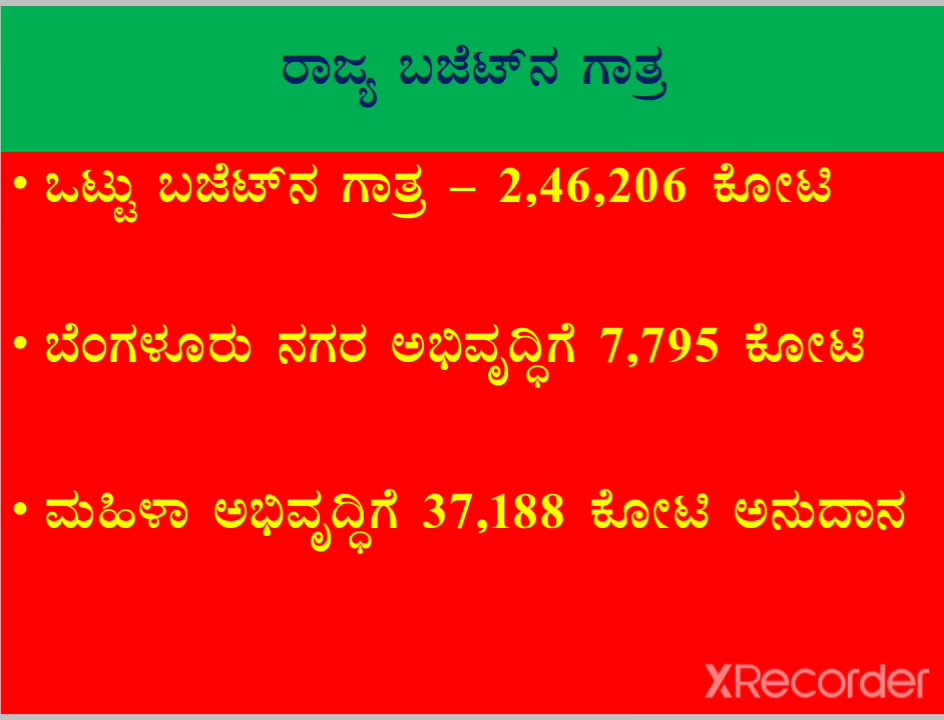 ರಾಜ್ಯ ಬಜೆಟ್‌ನ ಗಾತ್ರ
• ಒಟ್ಟು ಬಜೆಟ್‌ನ ಗಾತ್ರ – 2,46,206 ಕೋಟಿ
• ಬೆಂಗಳೂರು ನಗರ ಅಭಿವೃದ್ಧಿಗೆ 7,795 ಕೋಟಿ
• ಮಹಿಳಾ ಅಭಿವೃದ್ಧಿಗೆ 37,188 ಕೋಟಿ ಅನುದಾನ
XRecorder